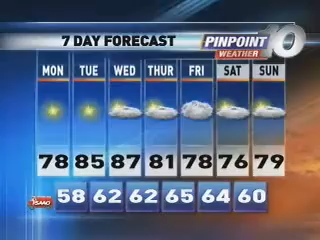 7 DAY FORECAST
PINPOINT 10
WEATHER
MON TUE WED THUR FRI SAT SUN
78 85 87 81 78 76 79
58 62 62 65 64 60